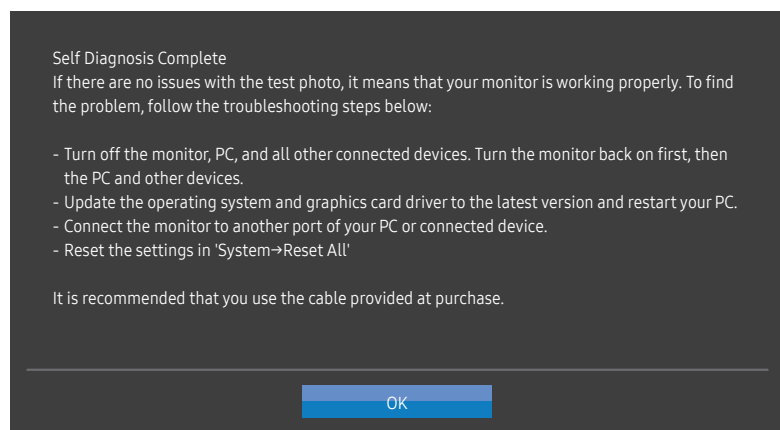 Self Diagnosis Complete
If there are no issues with the test photo, it means that your monitor is working properly. To find
the problem, follow the troubleshooting steps below:
- Turn off the monitor, PC, and all other connected devices. Turn the monitor back on first, then
the PC and other devices.
- Update the operating system and graphics card driver to the latest version and restart your PC.
- Connect the monitor to another port of your PC or connected device.
- Reset the settings in 'System→Reset All'
It is recommended that you use the cable provided at purchase.
OK